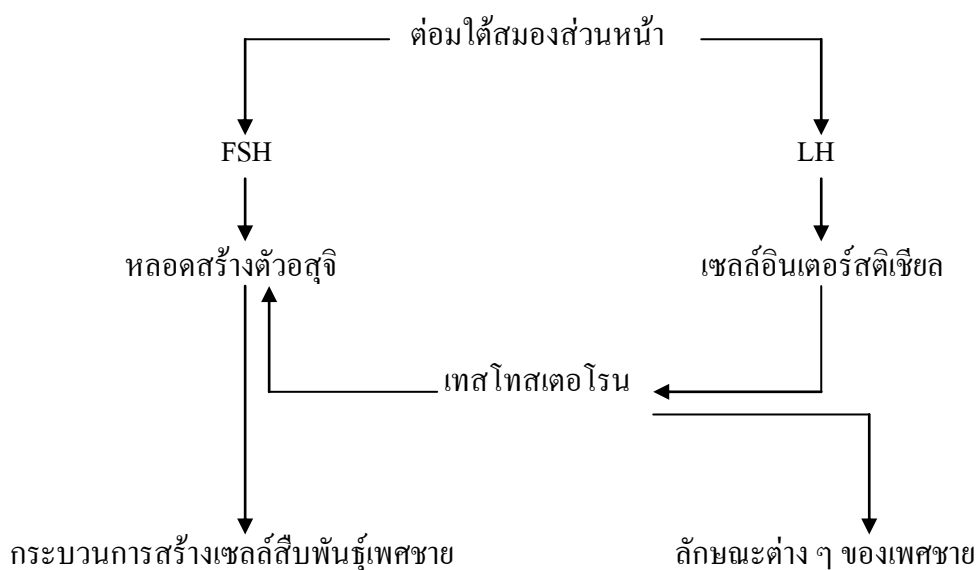 ต่อมใต้สมองส่วนหน้า
FSH
LH
หลอดสร้างตัวอสุจิ
เซลล์อินเตอร์สติเชียล
เทสโทสเตอโรน
กระบวนการสร้างเซลล์สืบพันธุ์เพศชาย
ลักษณะต่าง ๆ ของเพศชาย